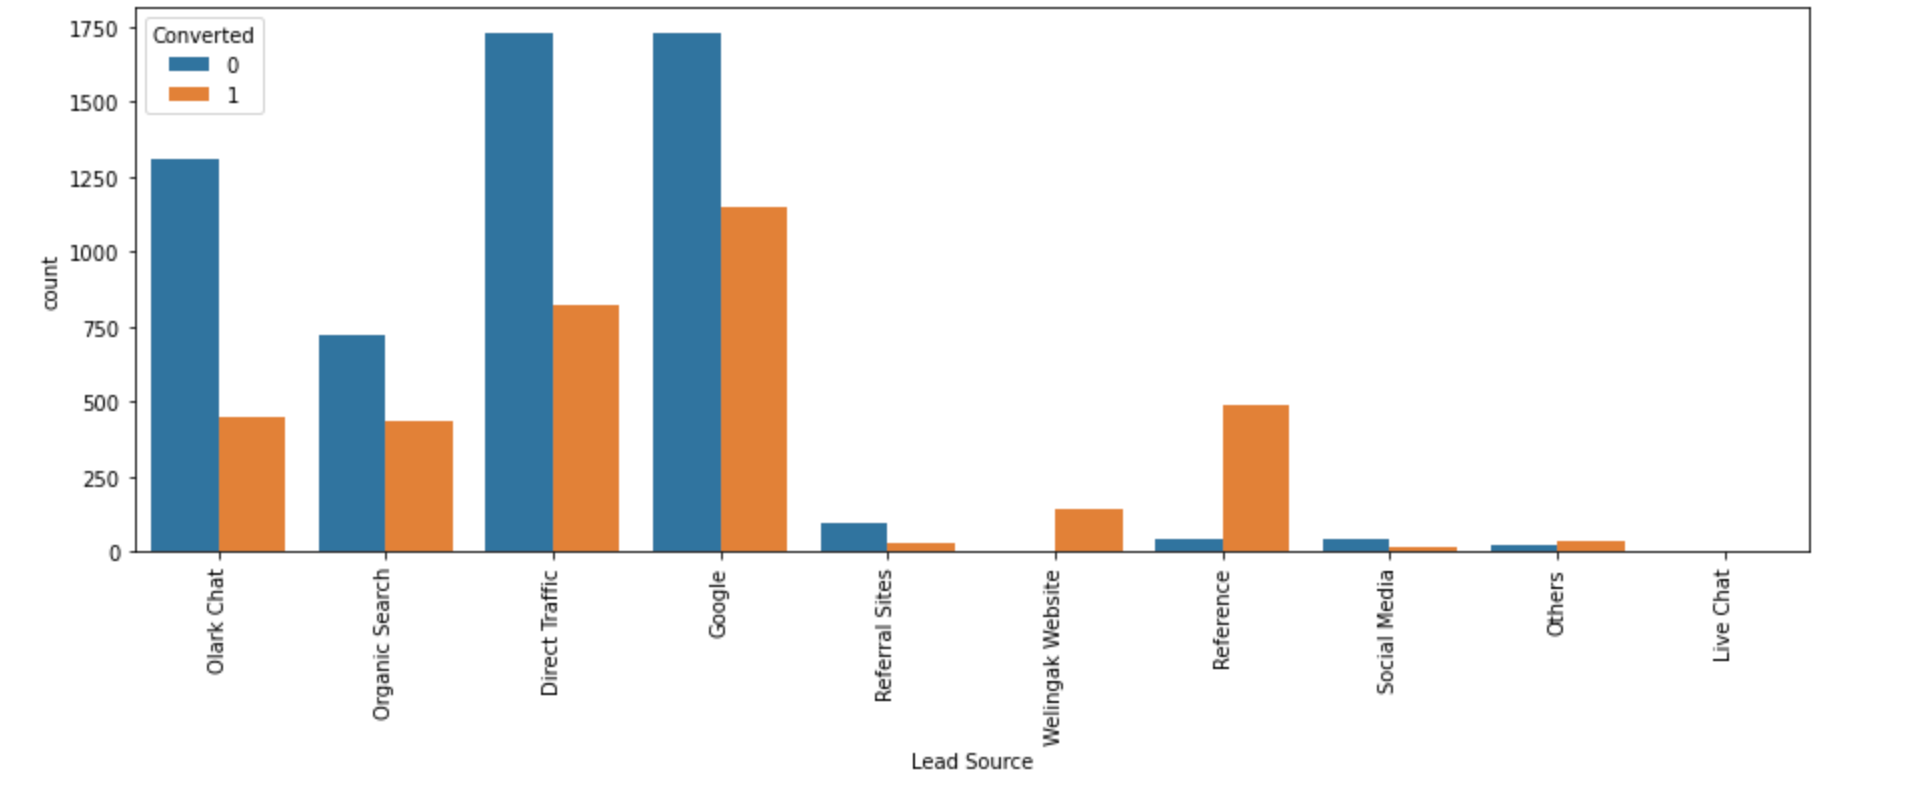 Converted
0
1
1750
1500
1250
1000
750
500
250
0
count
Olark Chat
Organic Search
Direct Traffic
Google
Referral Sites
Welingak Website
Reference
Social Media
Others
Live Chat
Lead Source